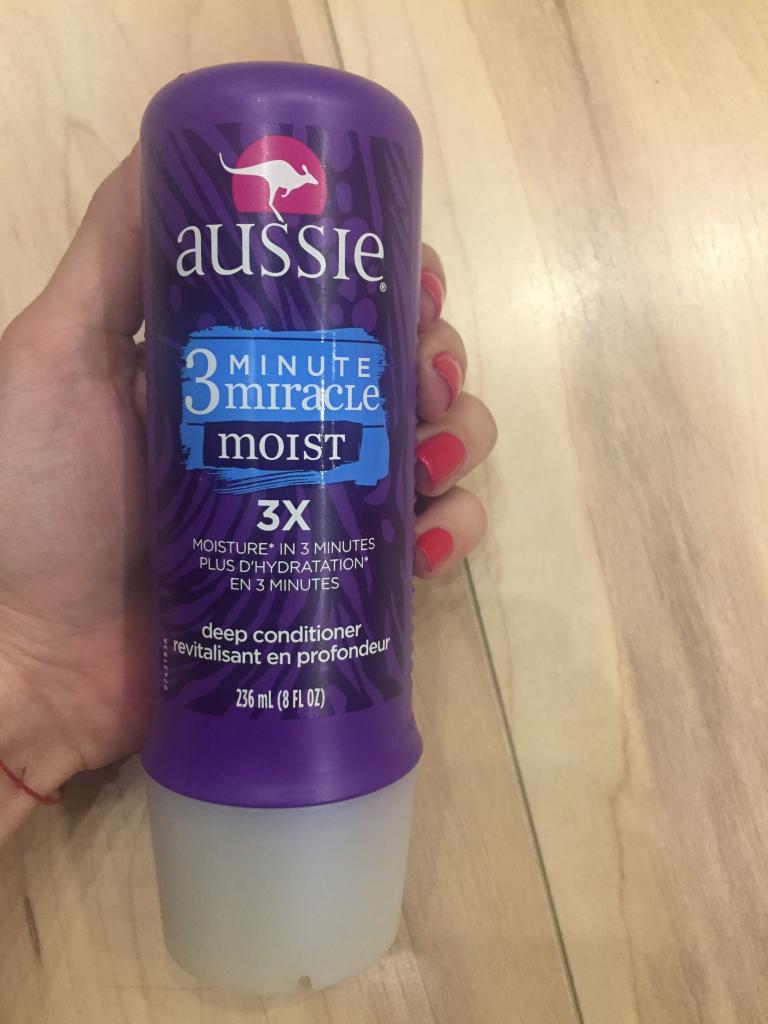 aussie®
3 MINUTE
miracle
MOIST
3X
MOISTURE* IN 3 MINUTES
PLUS D'HYDRATATION*
EN 3 MINUTES
deep conditioner
revitalisant en profondeur
236 mL (8 FL OZ)
97431838